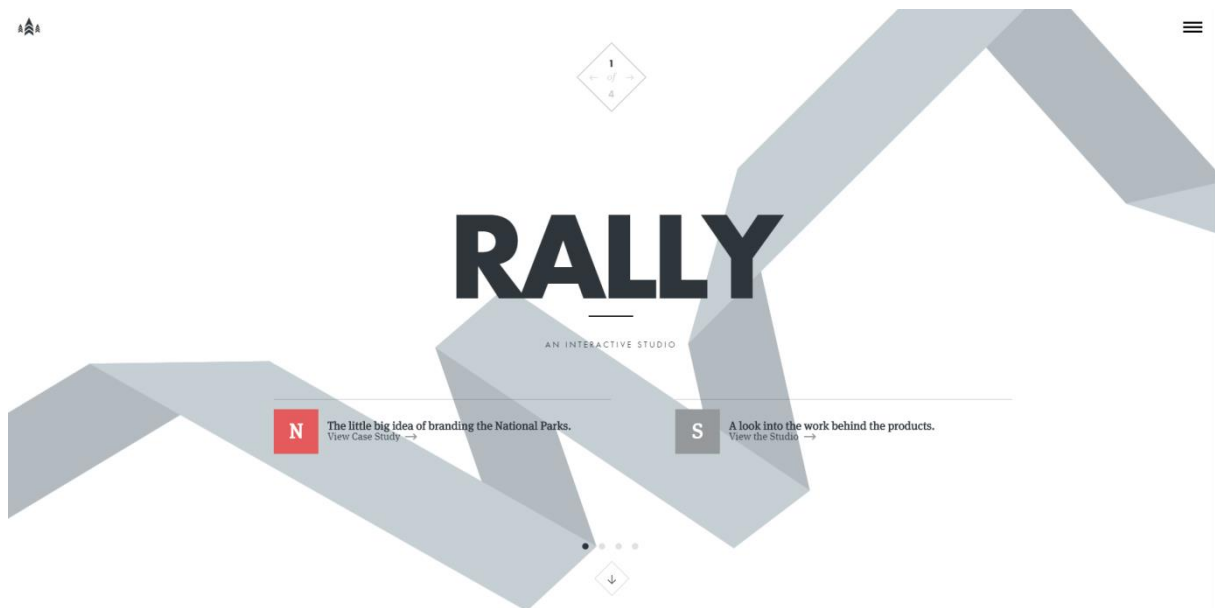 1
← of →
4
RALLY
AN INTERACTIVE STUDIO
N
The little big idea of branding the National Parks.
View Case Study →
S
A look into the work behind the products.
View the Studio →